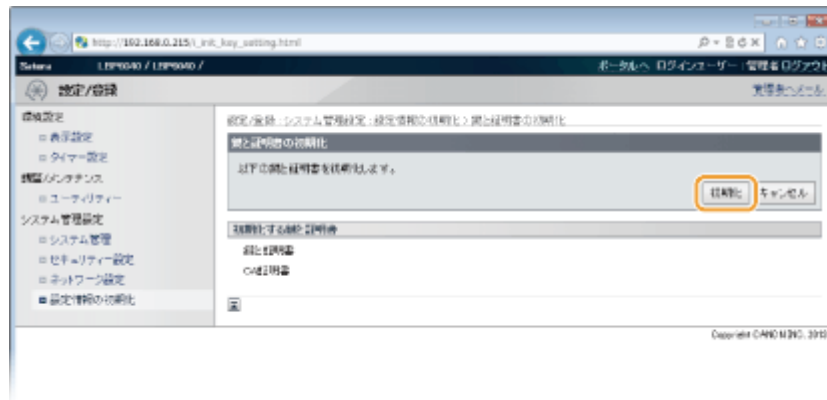 http://192.168.0.215/i_init_key_setting.html
Satera LBP6040 / LBP6040 /
ポータルへ ログインユーザー: 管理者 ログアウト
設定/登録
管理者へメール
環境設定
表示設定
タイマー設定
調整/メンテナンス
ユーティリティー
システム管理設定
システム管理
セキュリティー設定
ネットワーク設定
設定情報の初期化
設定/登録 : システム管理設定 : 設定情報の初期化 > 鍵と証明書の初期化
鍵と証明書の初期化
以下の鍵と証明書を初期化します。
初期化 キャンセル
初期化する鍵と証明書
鍵と証明書
CA証明書
Copyright CANON INC. 2013